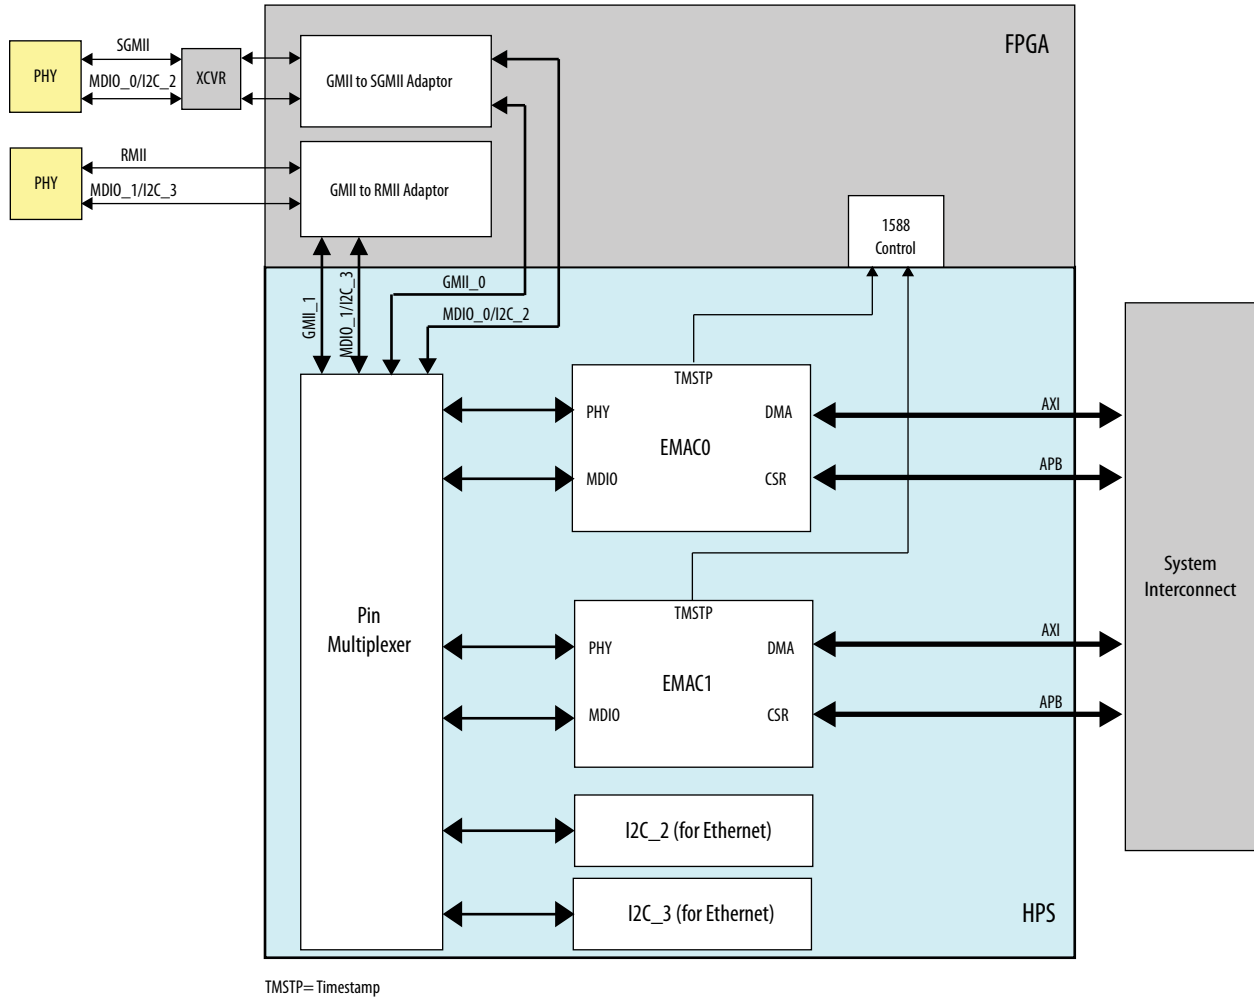 FPGA
SGMII
PHY
MDIO_0/I2C_2
XCVR
GMII to SGMII Adaptor
RMII
PHY
MDIO_1/I2C_3
GMII to RMII Adaptor
1588
Control
GMII_1
MDIO_1/I2C_3
GMII_0
MDIO_0/I2C_2
TMSTP
PHY
DMA
AXI
EMAC0
MDIO
CSR
APB
System
Interconnect
Pin
Multiplexer
TMSTP
PHY
DMA
AXI
EMAC1
MDIO
CSR
APB
I2C_2 (for Ethernet)
I2C_3 (for Ethernet)
HPS
TMSTP= Timestamp